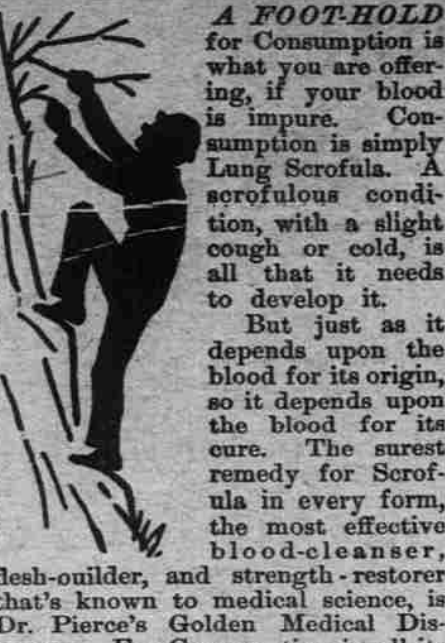 A FOOT-HOLD
for Consumption is
what you are offer-
ing, if your blood
is impure. Con-
sumption is simply
Lung Scrofula. A
scrofulous condi-
tion, with a slight
cough or cold, is
all that it needs
to develop it.
But just as it
depends upon the
blood for its origin,
so it depends upon
the blood for its
cure. The surest
remedy for Scrof-
ula in every form,
the most effective
blood-cleanser,
flesh-builder, and strength-restorer
that's known to medical science, is
Dr. Pierce's Golden Medical Dis-